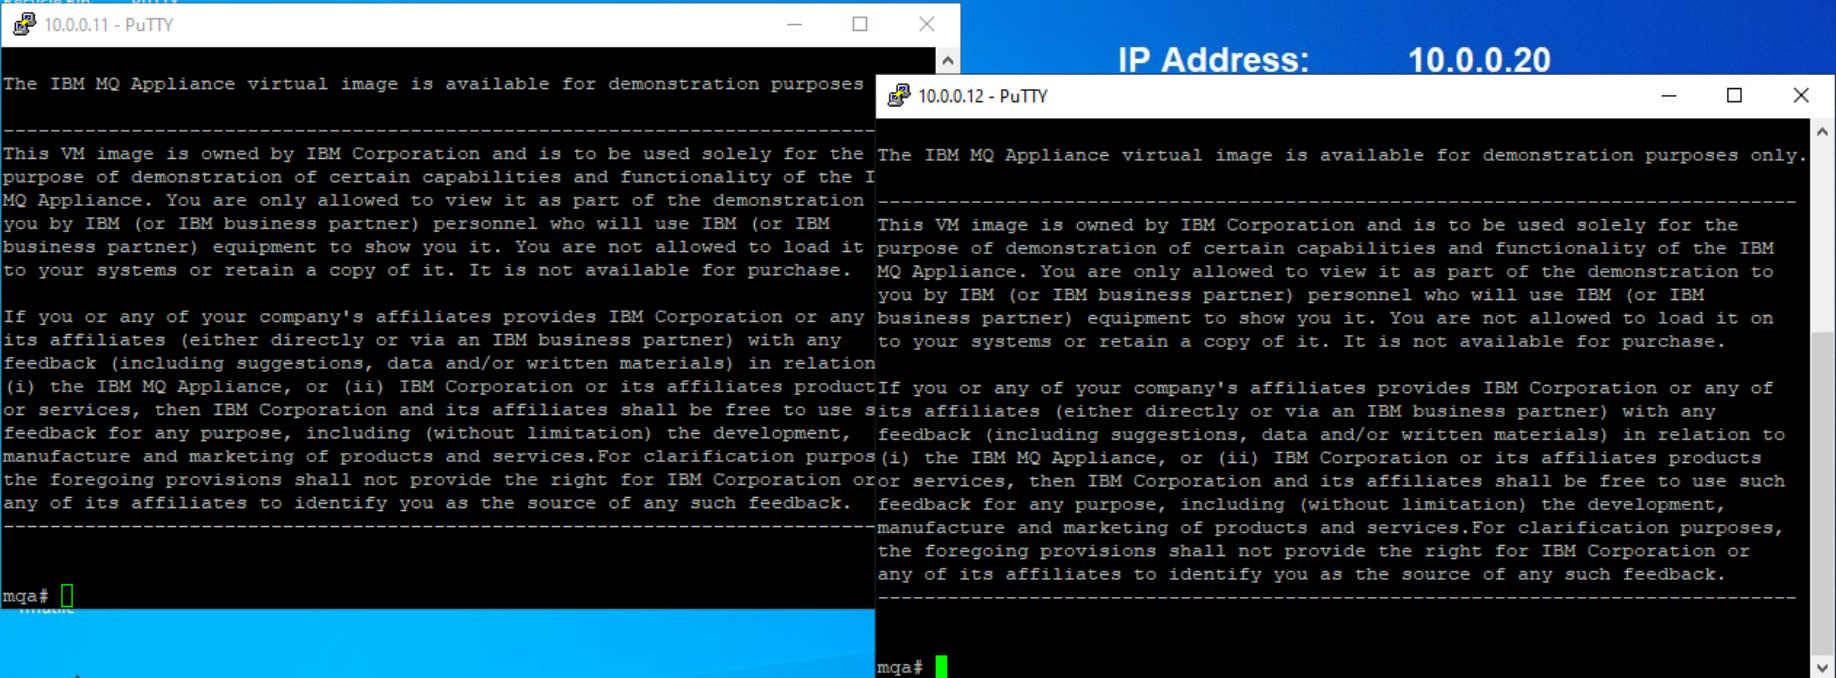 10.0.0.11 - PuTTY
The IBM MQ Appliance virtual image is available for demonstration purposes
--------------------------------------------------------------------------
This VM image is owned by IBM Corporation and is to be used solely for the
purpose of demonstration of certain capabilities and functionality of the I
MQ Appliance. You are only allowed to view it as part of the demonstration
you by IBM (or IBM business partner) personnel who will use IBM (or IBM
business partner) equipment to show you it. You are not allowed to load it
to your systems or retain a copy of it. It is not available for purchase.
If you or any of your company's affiliates provides IBM Corporation or any
its affiliates (either directly or via an IBM business partner) with any
feedback (including suggestions, data and/or written materials) in relation
(i) the IBM MQ Appliance, or (ii) IBM Corporation or its affiliates product
or services, then IBM Corporation and its affiliates shall be free to use s
feedback for any purpose, including (without limitation) the development,
manufacture and marketing of products and services.For clarification purpos
the foregoing provisions shall not provide the right for IBM Corporation or
any of its affiliates to identify you as the source of any such feedback.
--------------------------------------------------------------------------
mqa#
IP Address: 10.0.0.20
10.0.0.12 - PuTTY
The IBM MQ Appliance virtual image is available for demonstration purposes only.
-------------------------------------------------------------------------------
This VM image is owned by IBM Corporation and is to be used solely for the
purpose of demonstration of certain capabilities and functionality of the IBM
MQ Appliance. You are only allowed to view it as part of the demonstration to
you by IBM (or IBM business partner) personnel who will use IBM (or IBM
business partner) equipment to show you it. You are not allowed to load it on
to your systems or retain a copy of it. It is not available for purchase.
If you or any of your company's affiliates provides IBM Corporation or any of
its affiliates (either directly or via an IBM business partner) with any
feedback (including suggestions, data and/or written materials) in relation to
(i) the IBM MQ Appliance, or (ii) IBM Corporation or its affiliates products
or services, then IBM Corporation and its affiliates shall be free to use such
feedback for any purpose, including (without limitation) the development,
manufacture and marketing of products and services.For clarification purposes,
the foregoing provisions shall not provide the right for IBM Corporation or
any of its affiliates to identify you as the source of any such feedback.
-------------------------------------------------------------------------------
mqa#